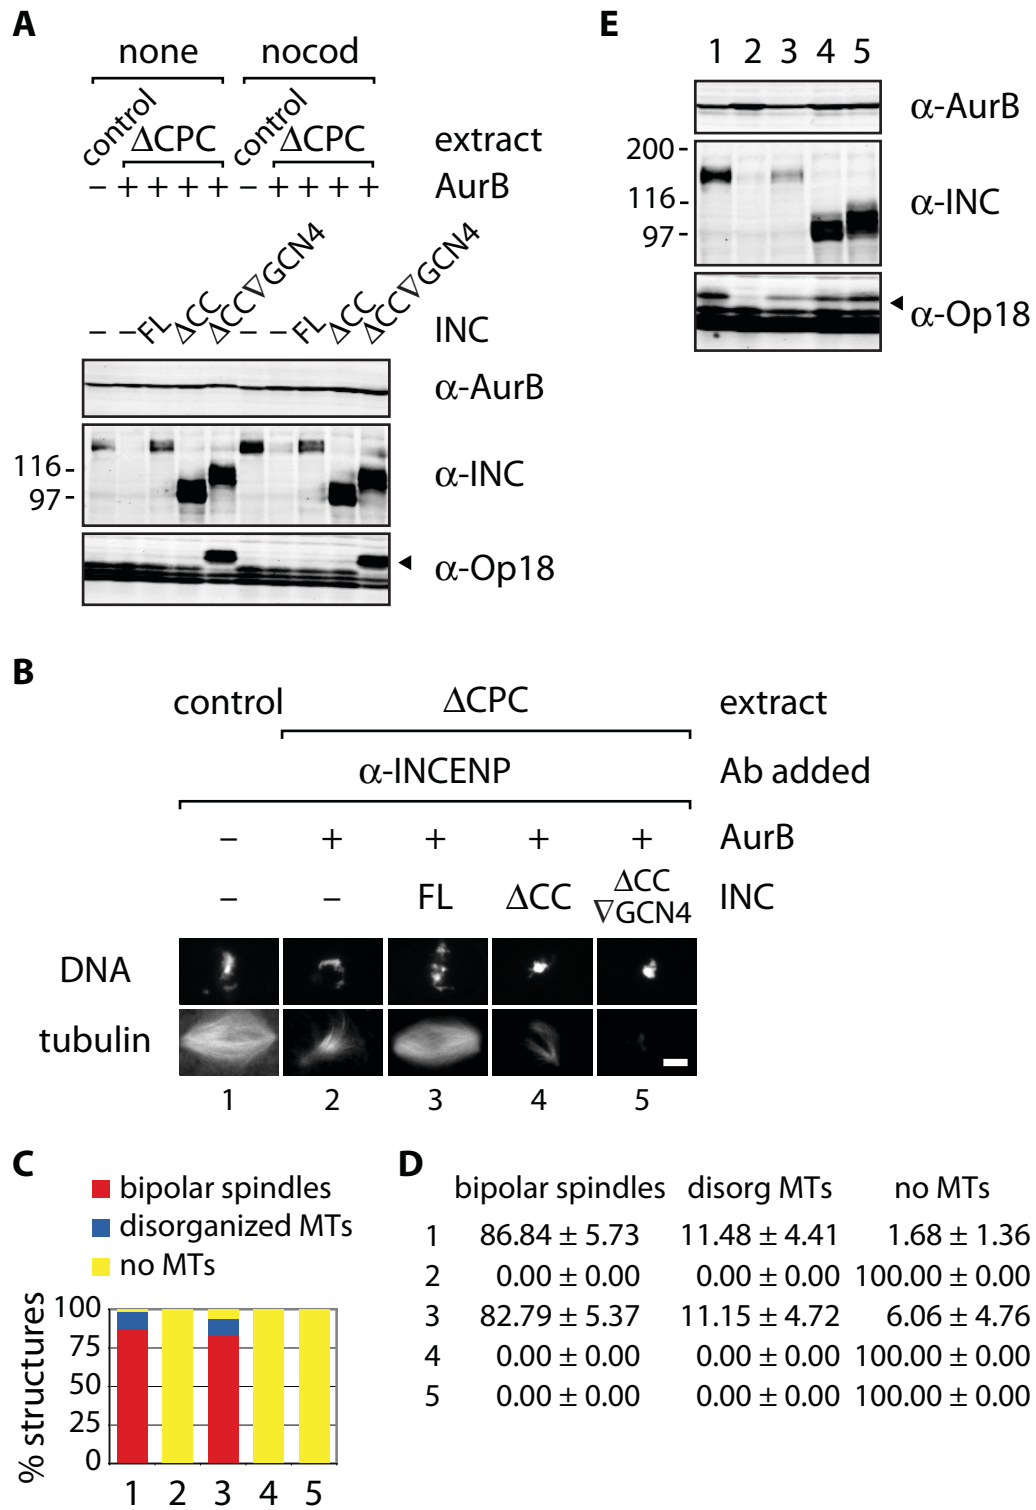 A
none nocod
control ΔCPC control ΔCPC extract
– + + + + – + + + + AurB
– – FL ΔCC ΔCC∇GCN4 – – FL ΔCC ΔCC∇GCN4 INC
α-AurB
116
97
α-INC
α-Op18
E
1 2 3 4 5
α-AurB
200
116
97
α-INC
α-Op18
B
control ΔCPC extract
α-INCENP Ab added
– + + + + AurB
– – FL ΔCC ΔCC ∇GCN4 INC
DNA
tubulin
1 2 3 4 5
C
bipolar spindles
disorganized MTs
no MTs
% structures
100
75
50
25
0
1 2 3 4 5
D
bipolar spindles disorg MTs no MTs
1 86.84 ± 5.73 11.48 ± 4.41 1.68 ± 1.36
2 0.00 ± 0.00 0.00 ± 0.00 100.00 ± 0.00
3 82.79 ± 5.37 11.15 ± 4.72 6.06 ± 4.76
4 0.00 ± 0.00 0.00 ± 0.00 100.00 ± 0.00
5 0.00 ± 0.00 0.00 ± 0.00 100.00 ± 0.00